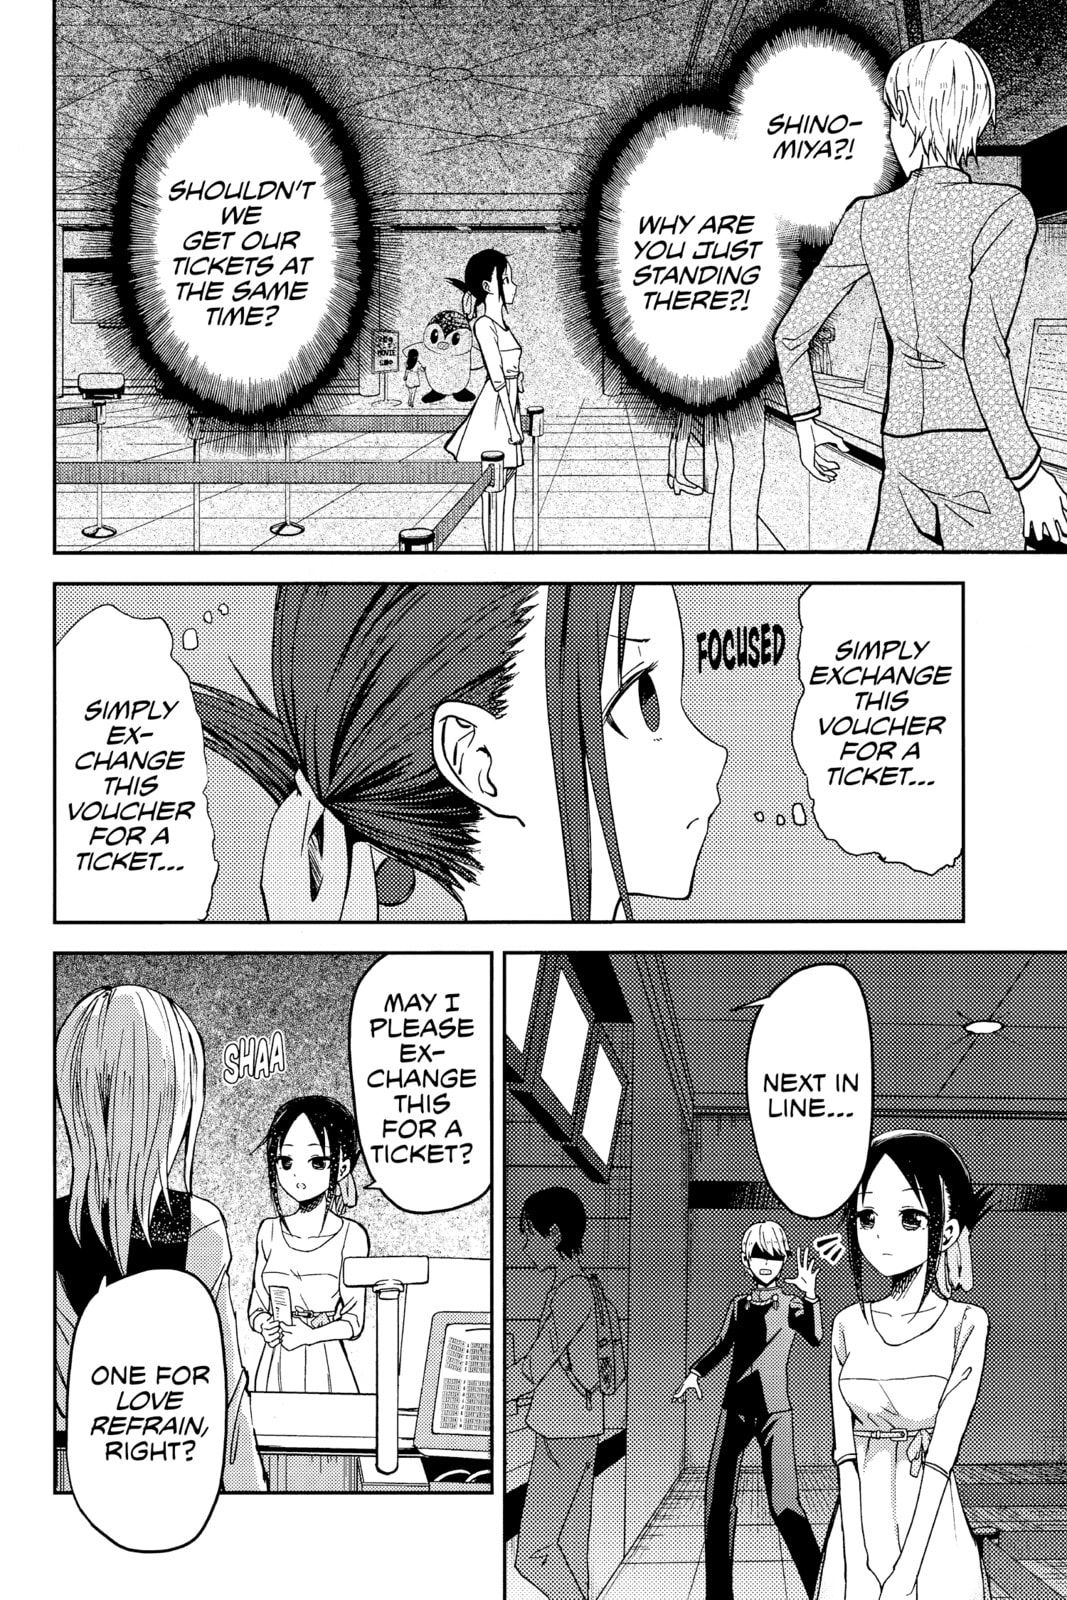 SHINO-
MIYA?!
WHY ARE
YOU JUST
STANDING
THERE?!
SHOULDN'T
WE
GET OUR
TICKETS AT
THE SAME
TIME?
MOVIE
FOCUSED
SIMPLY
EXCHANGE
THIS
VOUCHER
FOR A
TICKET...
SIMPLY
EX-
CHANGE
THIS
VOUCHER
FOR A
TICKET...
NEXT IN
LINE...
MAY I
PLEASE
EX-
CHANGE
THIS
FOR A
TICKET?
SHAA
ONE FOR
LOVE
REFRAIN,
RIGHT?